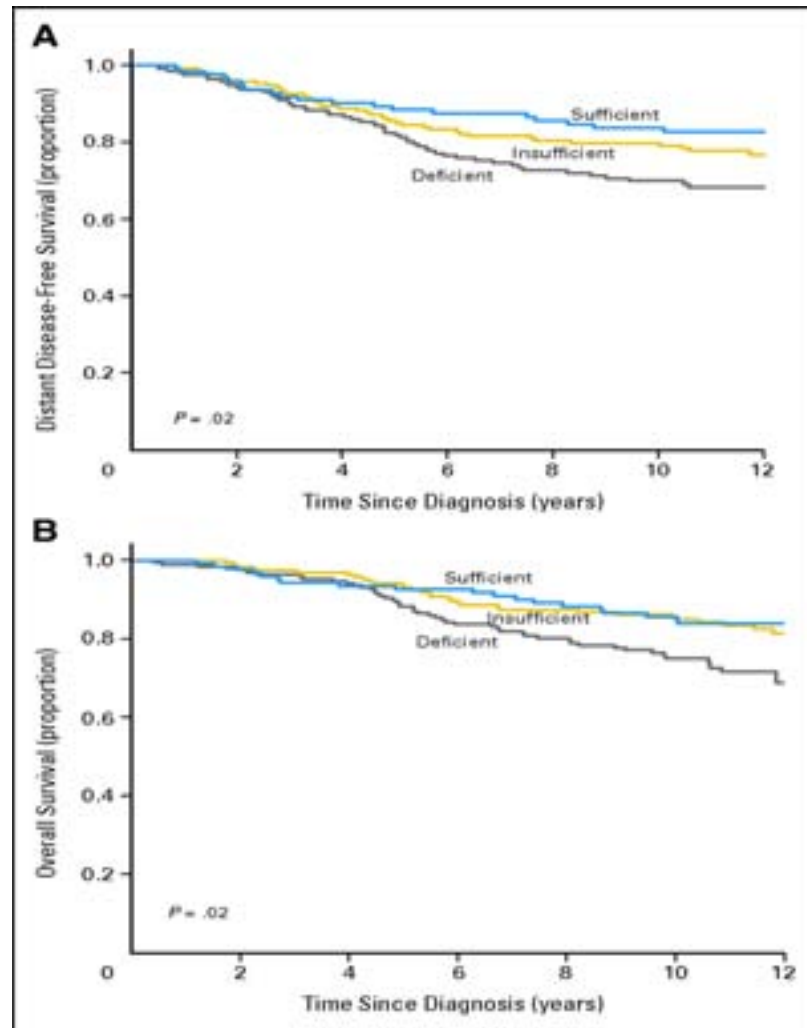 A
Distant Disease-Free Survival (proportion)
1.0
0.8
0.6
0.4
0.2
0
Sufficient
Insufficient
Deficient
P = .02
2 4 6 8 10 12
Time Since Diagnosis (years)
B
Overall Survival (proportion)
1.0
0.8
0.6
0.4
0.2
0
Sufficient
Insufficient
Deficient
P = .02
2 4 6 8 10 12
Time Since Diagnosis (years)